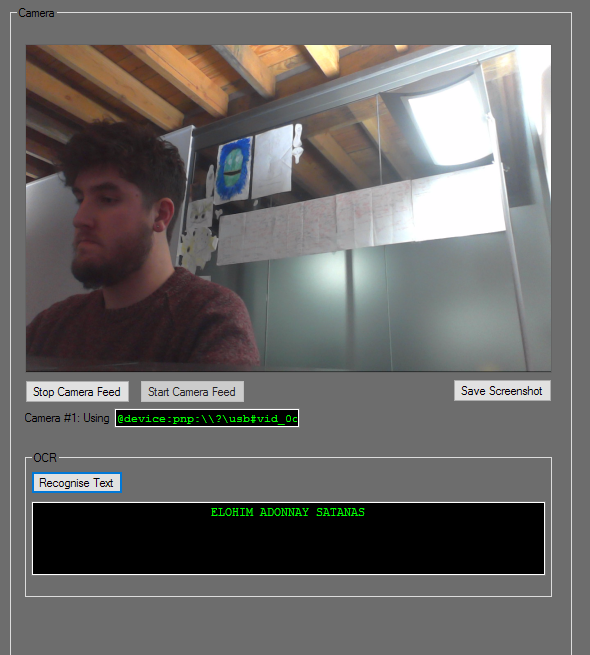 Camera
Stop Camera Feed
Start Camera Feed
Save Screenshot
Camera #1: Using
@device:pnp:\\?\usb#vid_0c
OCR
Recognise Text
ELOHIM ADONNAY SATANAS